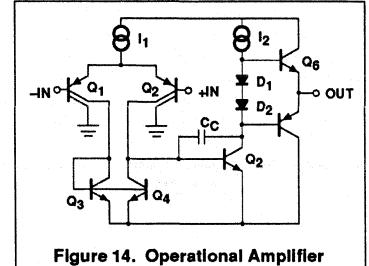 I1
I2
Q1
Q2
Q6
D1
–IN
+IN
OUT
D2
CC
Q2
Q3
Q4
Figure 14. Operational Amplifier